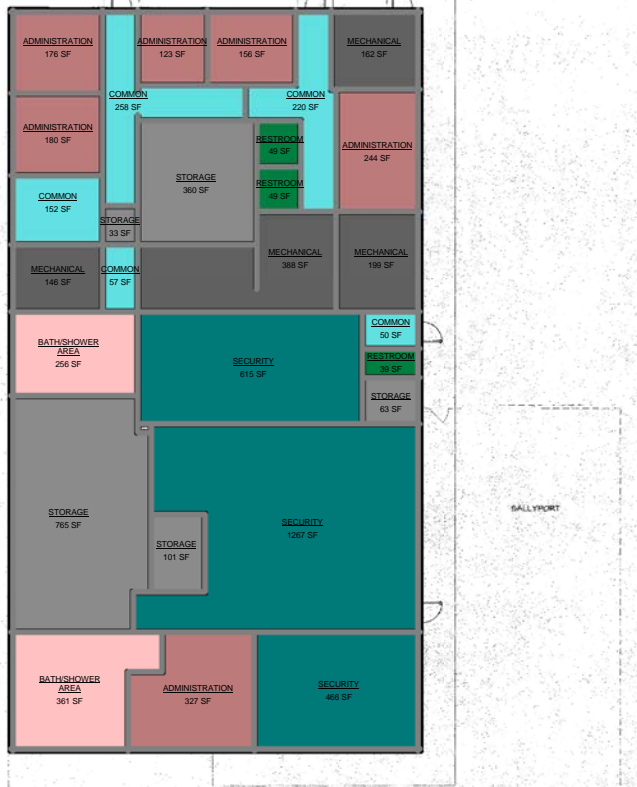 ADMINISTRATION
176 SF
ADMINISTRATION
123 SF
ADMINISTRATION
156 SF
MECHANICAL
162 SF
COMMON
258 SF
COMMON
220 SF
ADMINISTRATION
180 SF
RESTROOM
49 SF
ADMINISTRATION
244 SF
STORAGE
360 SF
RESTROOM
49 SF
COMMON
152 SF
STORAGE
33 SF
MECHANICAL
388 SF
MECHANICAL
199 SF
MECHANICAL
146 SF
COMMON
57 SF
COMMON
50 SF
BATH/SHOWER
AREA
256 SF
SECURITY
615 SF
RESTROOM
39 SF
STORAGE
63 SF
STORAGE
765 SF
SALLYPORT
SECURITY
1267 SF
STORAGE
101 SF
BATH/SHOWER
AREA
361 SF
ADMINISTRATION
327 SF
SECURITY
466 SF